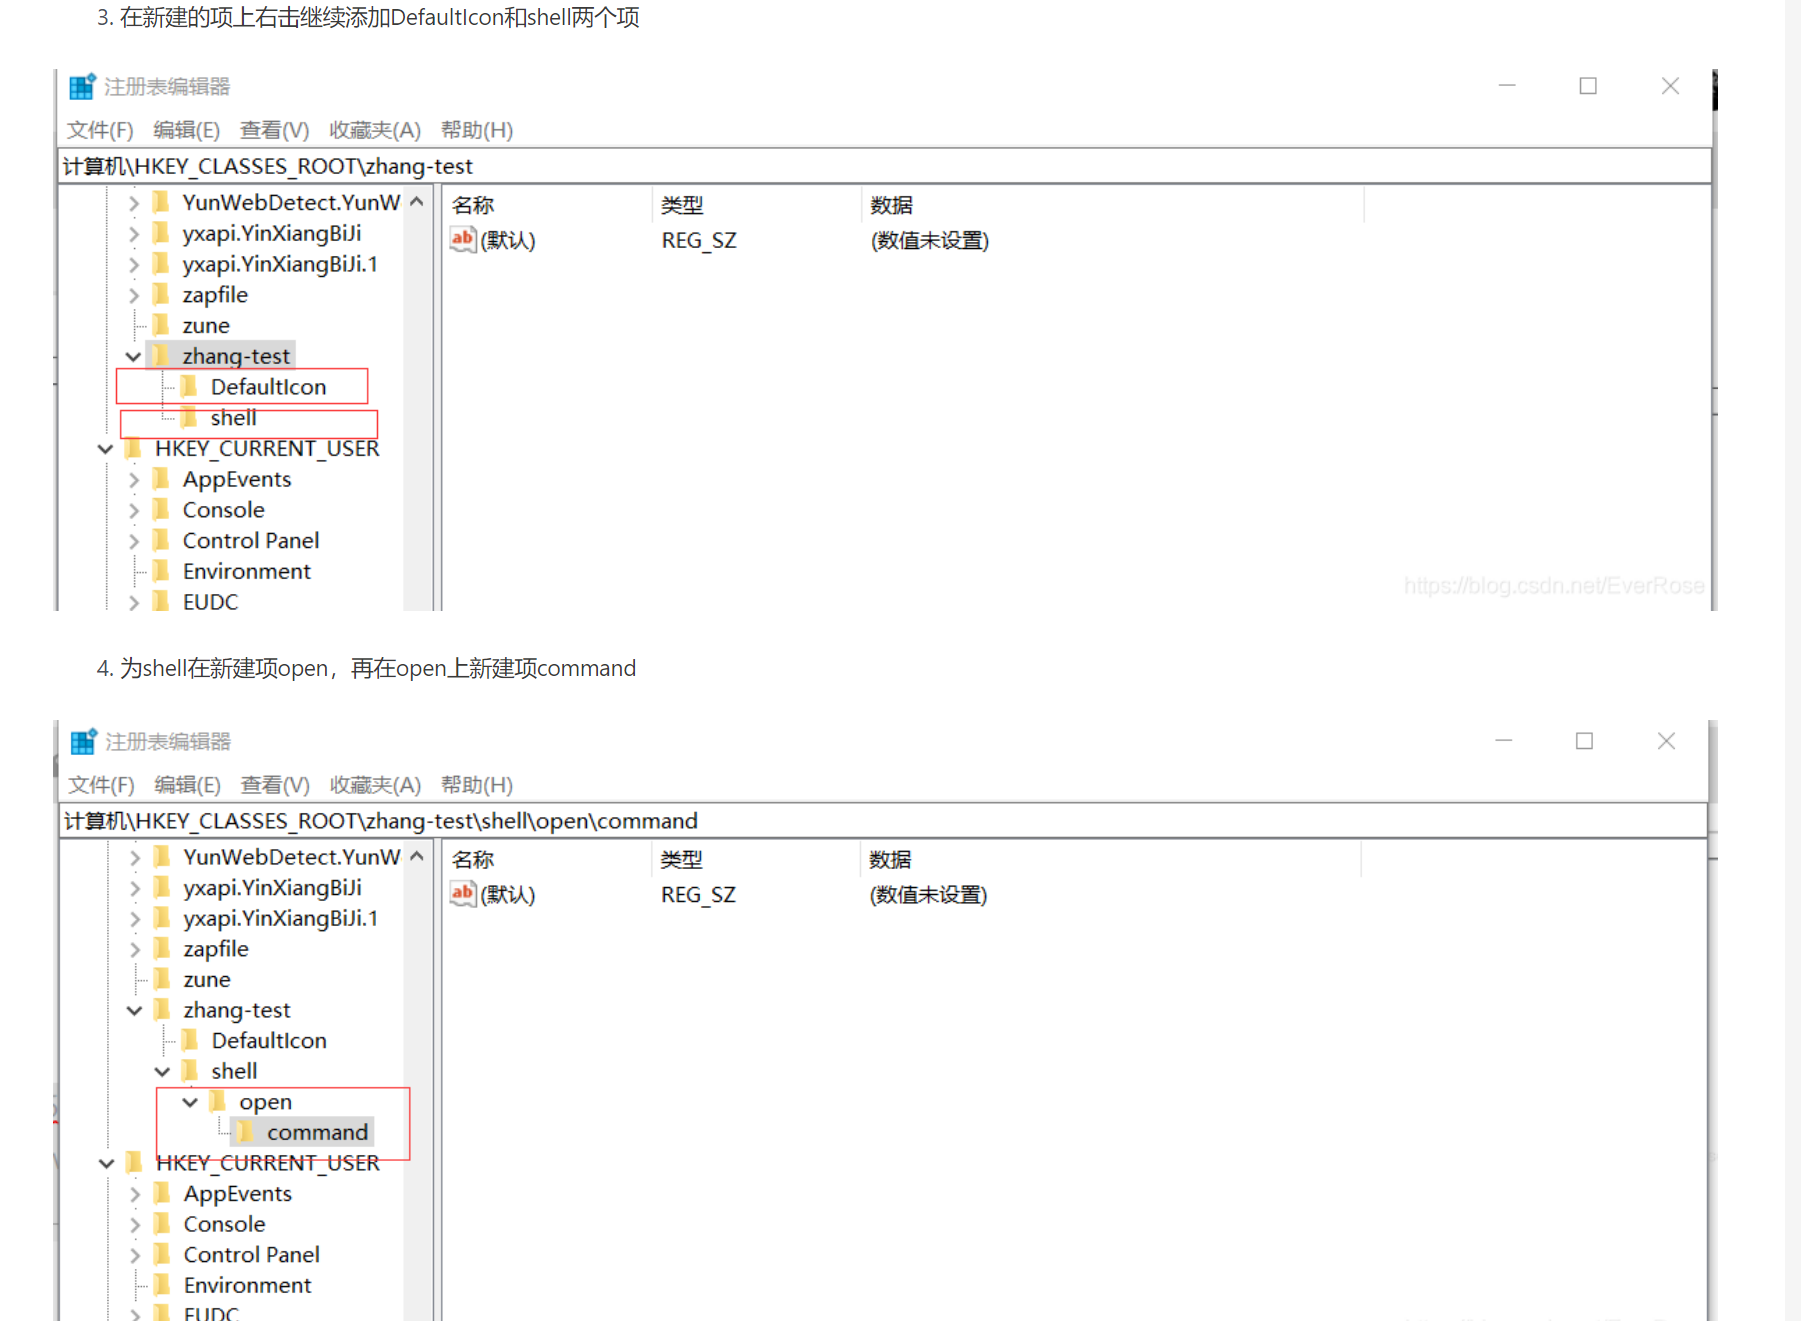 3. 在新建的项上右击继续添加DefaultIcon和shell两个项
注册表编辑器
文件(F) 编辑(E) 查看(V) 收藏夹(A) 帮助(H)
计算机\HKEY_CLASSES_ROOT\zhang-test
YunWebDetect.YunW
yxapi.YinXiangBiJi
yxapi.YinXiangBiJi.1
zapfile
zune
zhang-test
DefaultIcon
shell
HKEY_CURRENT_USER
AppEvents
Console
Control Panel
Environment
EUDC
名称 类型 数据
(默认) REG_SZ (数值未设置)
https://blog.csdn.net/EverRose
4. 为shell在新建项open，再在open上新建项command
注册表编辑器
文件(F) 编辑(E) 查看(V) 收藏夹(A) 帮助(H)
计算机\HKEY_CLASSES_ROOT\zhang-test\shell\open\command
YunWebDetect.YunW
yxapi.YinXiangBiJi
yxapi.YinXiangBiJi.1
zapfile
zune
zhang-test
DefaultIcon
shell
open
command
HKEY_CURRENT_USER
AppEvents
Console
Control Panel
Environment
EUDC
名称 类型 数据
(默认) REG_SZ (数值未设置)